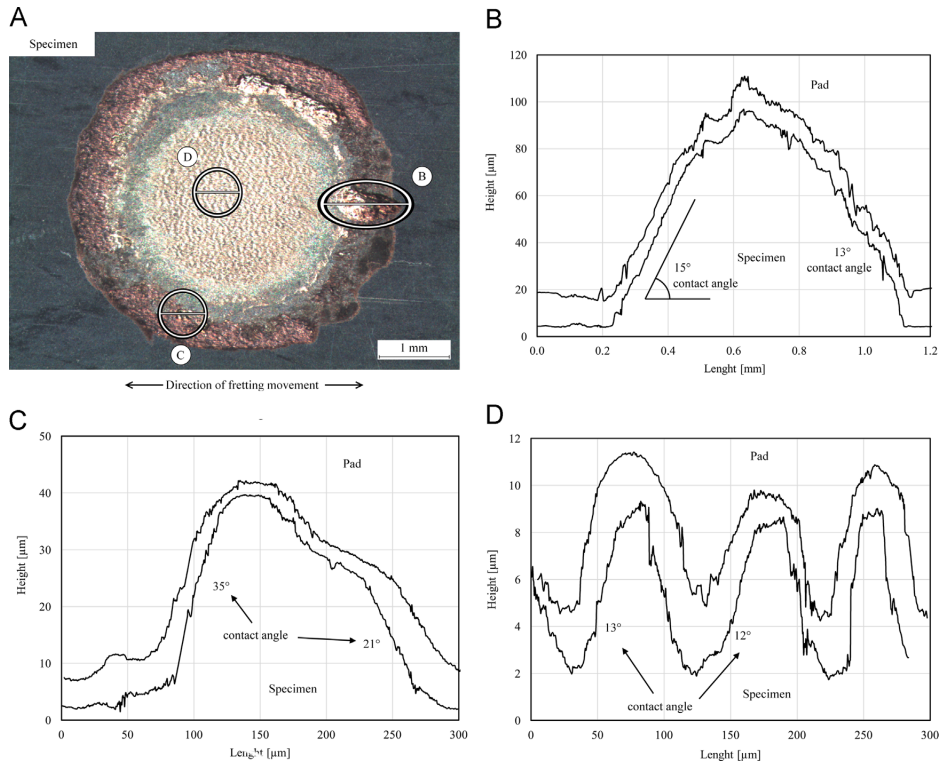 A
Specimen
D
B
C
1 mm
Direction of fretting movement
B
Height [µm]
120
100
80
60
40
20
0
Pad
Specimen
15°
contact angle
13°
contact angle
0.0 0.2 0.4 0.6 0.8 1.0 1.2
Lenght [mm]
C
Height [µm]
50
40
30
20
10
0
Pad
35°
contact angle
21°
Specimen
0 50 100 150 200 250 300
Lenght [µm]
D
Height [µm]
12
10
8
6
4
2
0
Pad
13°
12°
contact angle
Specimen
0 50 100 150 200 250 300
Lenght [µm]